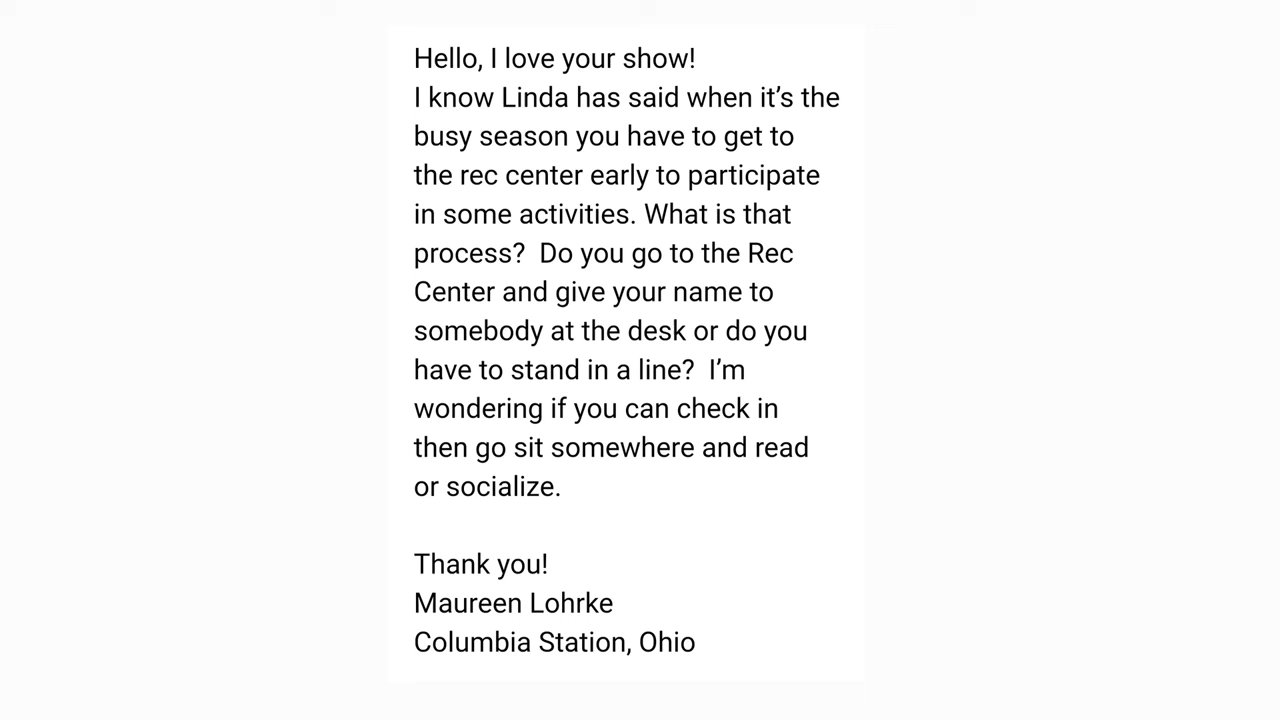 Hello, I love your show!
I know Linda has said when it’s the
busy season you have to get to
the rec center early to participate
in some activities. What is that
process?  Do you go to the Rec
Center and give your name to
somebody at the desk or do you
have to stand in a line?  I’m
wondering if you can check in
then go sit somewhere and read
or socialize.

Thank you!
Maureen Lohrke
Columbia Station, Ohio